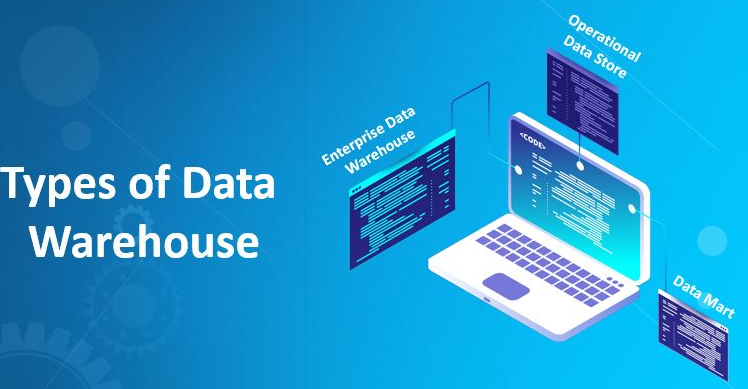 Types of Data
Warehouse
Enterprise Data
Warehouse
Operational
Data Store
<CODE>
Data Mart